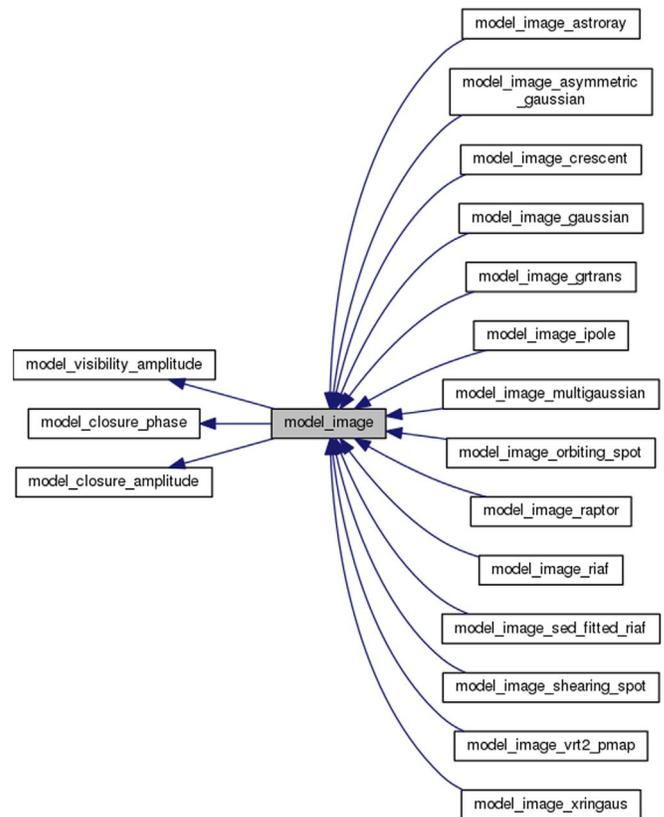 model_image_astroray
model_image_asymmetric
_gaussian
model_image_crescent
model_image_gaussian
model_image_grtrans
model_image_ipole
model_visibility_amplitude
model_image_multigaussian
model_closure_phase
model_image
model_image_orbiting_spot
model_closure_amplitude
model_image_raptor
model_image_riaf
model_image_sed_fitted_riaf
model_image_shearing_spot
model_image_vrt2_pmap
model_image_xringaus